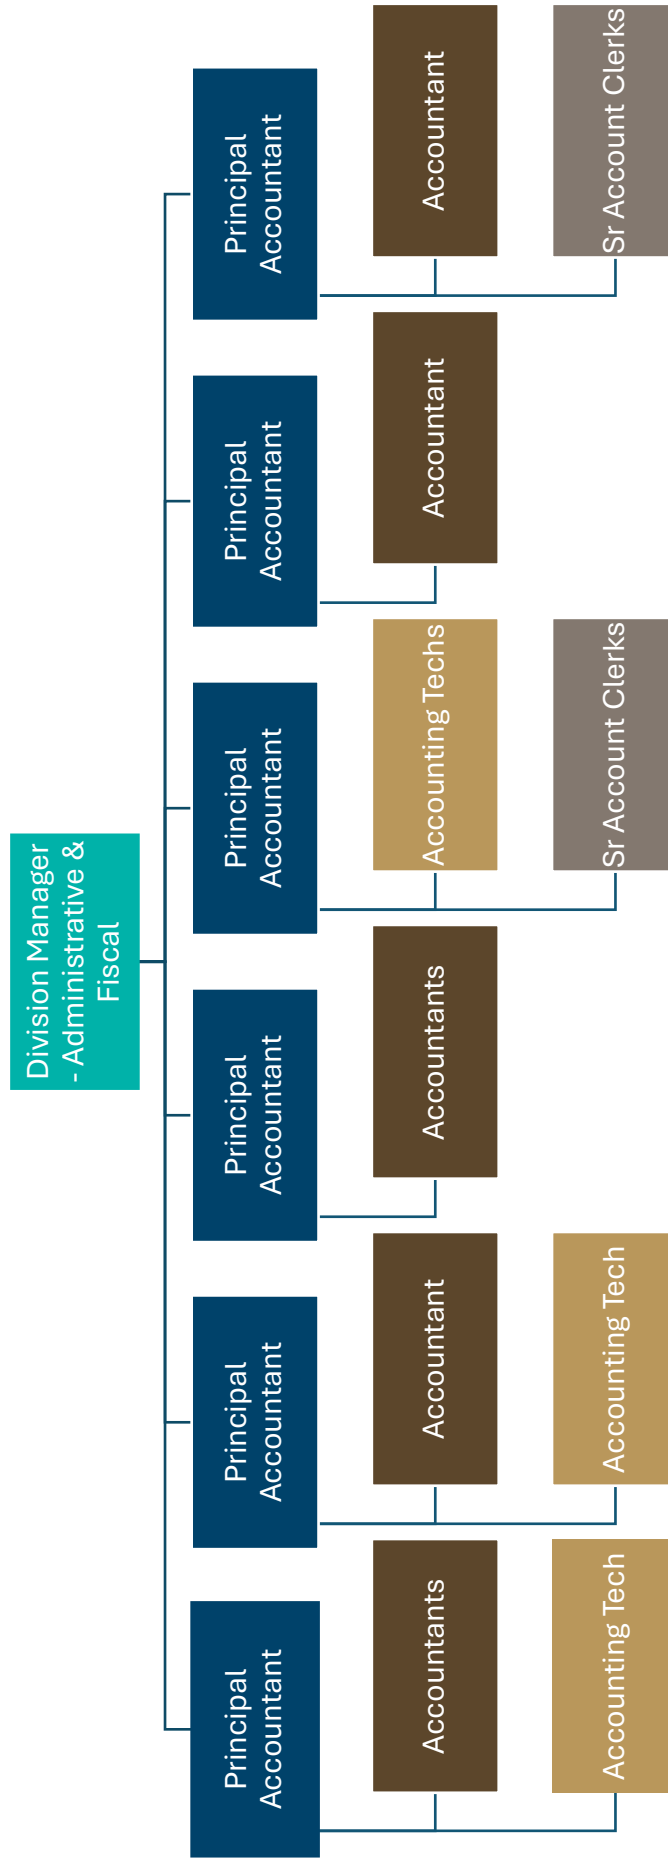 Division Manager
- Administrative &
Fiscal
Principal
Accountant
Accountants
Accounting Tech
Principal
Accountant
Accountant
Accounting Tech
Principal
Accountant
Accountants
Principal
Accountant
Accounting Techs
Sr Account Clerks
Principal
Accountant
Accountant
Principal
Accountant
Accountant
Sr Account Clerks